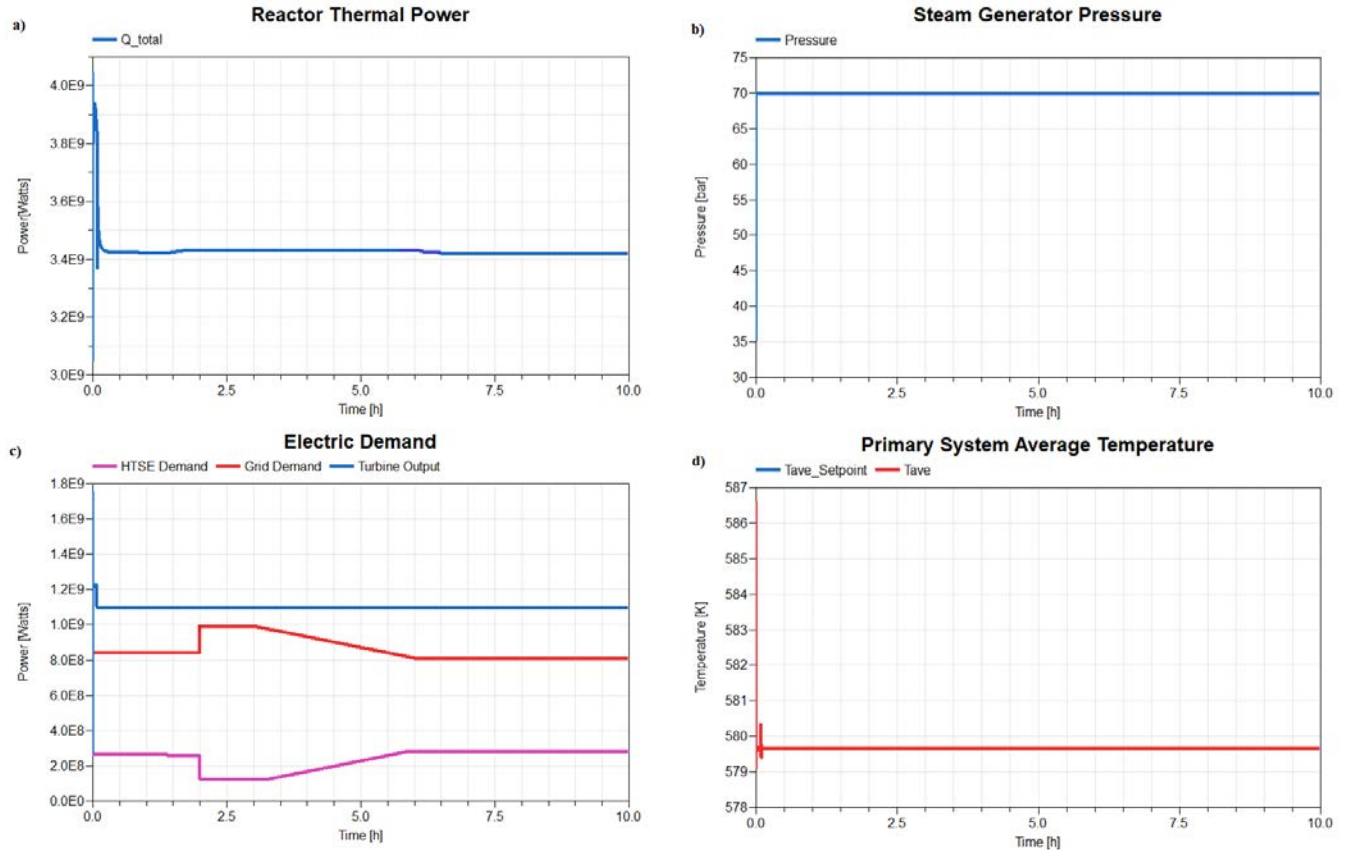 a)
Reactor Thermal Power
Q_total
4.0E9
3.8E9
3.6E9
3.4E9
3.2E9
3.0E9
Power[Watts]
0.0 2.5 5.0 7.5 10.0
Time [h]
b)
Steam Generator Pressure
Pressure
75
70
65
60
55
50
45
40
35
30
Pressure [bar]
0.0 2.5 5.0 7.5 10.0
Time [h]
c)
Electric Demand
HTSE Demand Grid Demand Turbine Output
1.8E9
1.6E9
1.4E9
1.2E9
1.0E9
8.0E8
6.0E8
4.0E8
2.0E8
0.0E0
Power [Watts]
0.0 2.5 5.0 7.5 10.0
Time [h]
d)
Primary System Average Temperature
Tave_Setpoint Tave
587
586
585
584
583
582
581
580
579
578
Temperature [K]
0.0 2.5 5.0 7.5 10.0
Time [h]